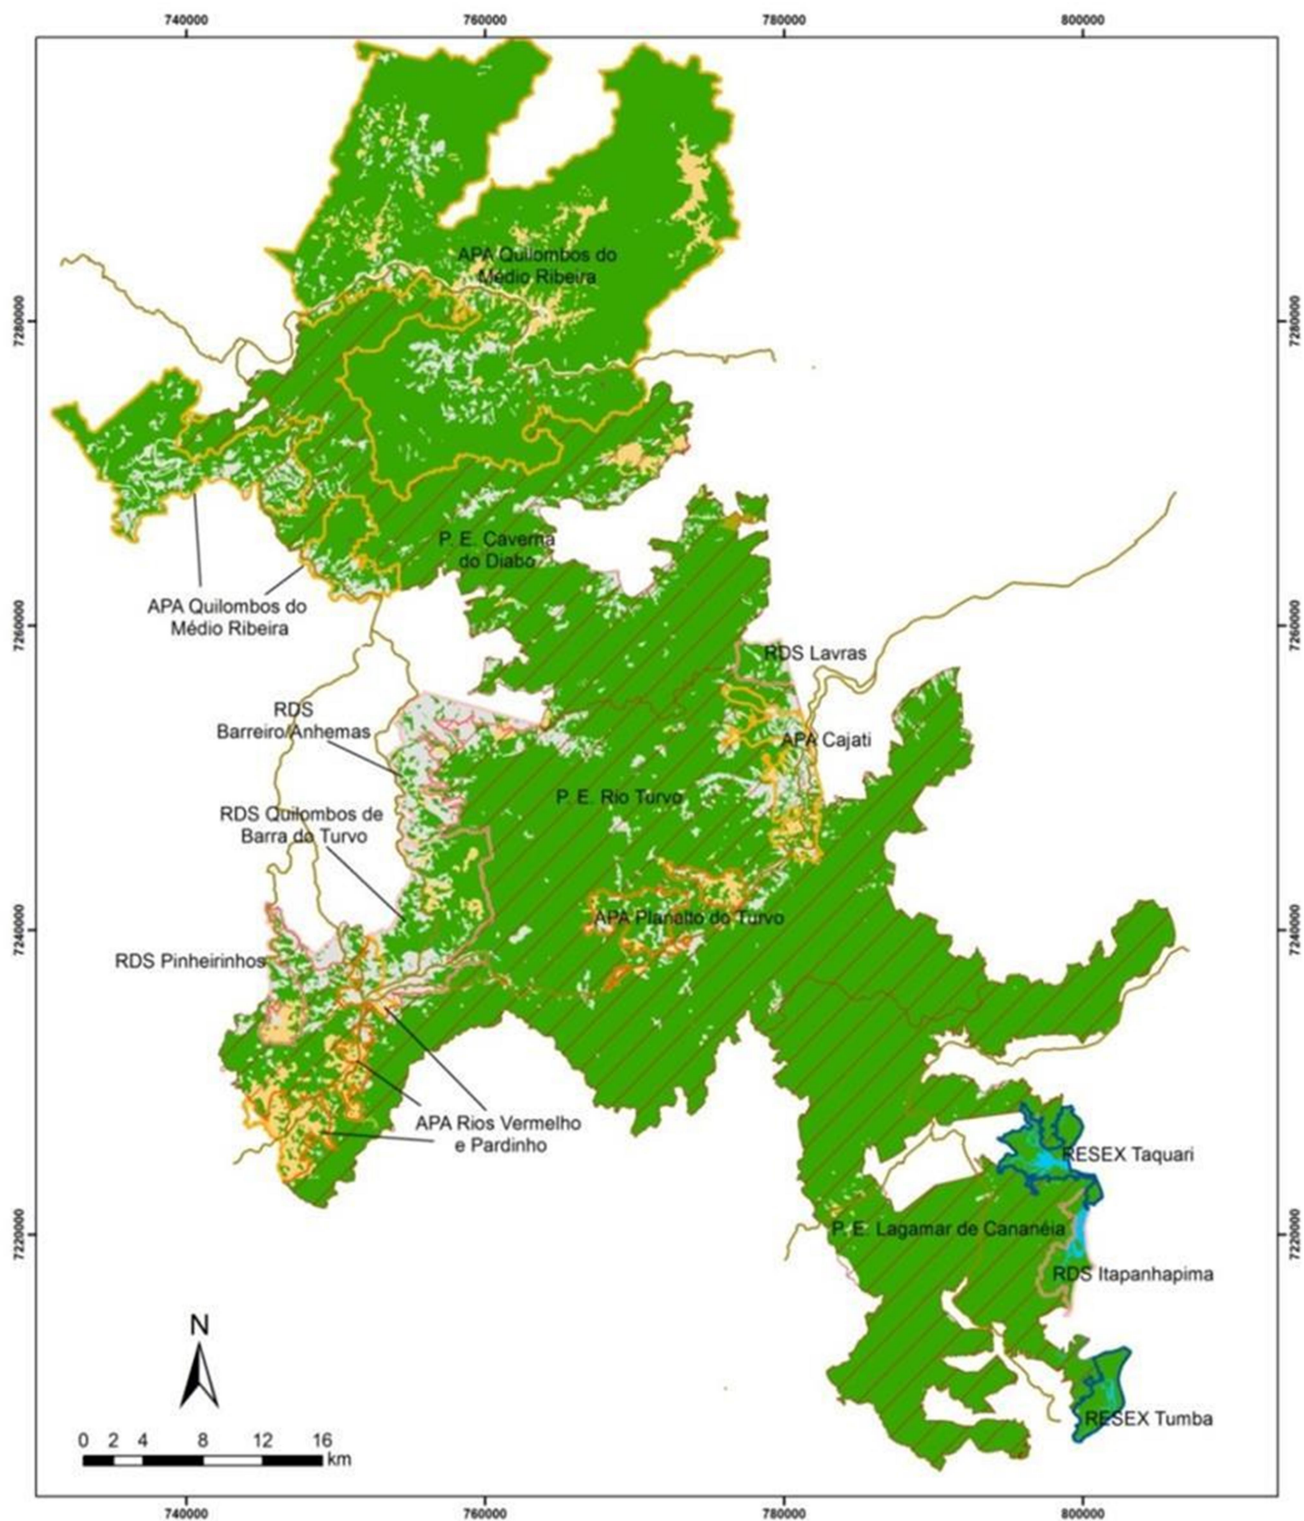 740000 760000 780000 800000
APA Quilombos do
Médio Ribeira
7280000 7280000
P. E. Caverna
do Diabo
APA Quilombos do
Médio Ribeira
7260000 7260000
RDS Lavras
RDS
Barreiro/Anhemas
APA Cajati
P. E. Rio Turvo
RDS Quilombos de
Barra do Turvo
APA Planalto do Turvo
7240000 7240000
RDS Pinheirinhos
APA Rios Vermelho
e Pardinho
RESEX Taquari
P. E. Lagamar de Cananéia
7220000 7220000
RDS Itapanhapima
N
RESEX Tumba
0 2 4 8 12 16
km
740000 760000 780000 800000